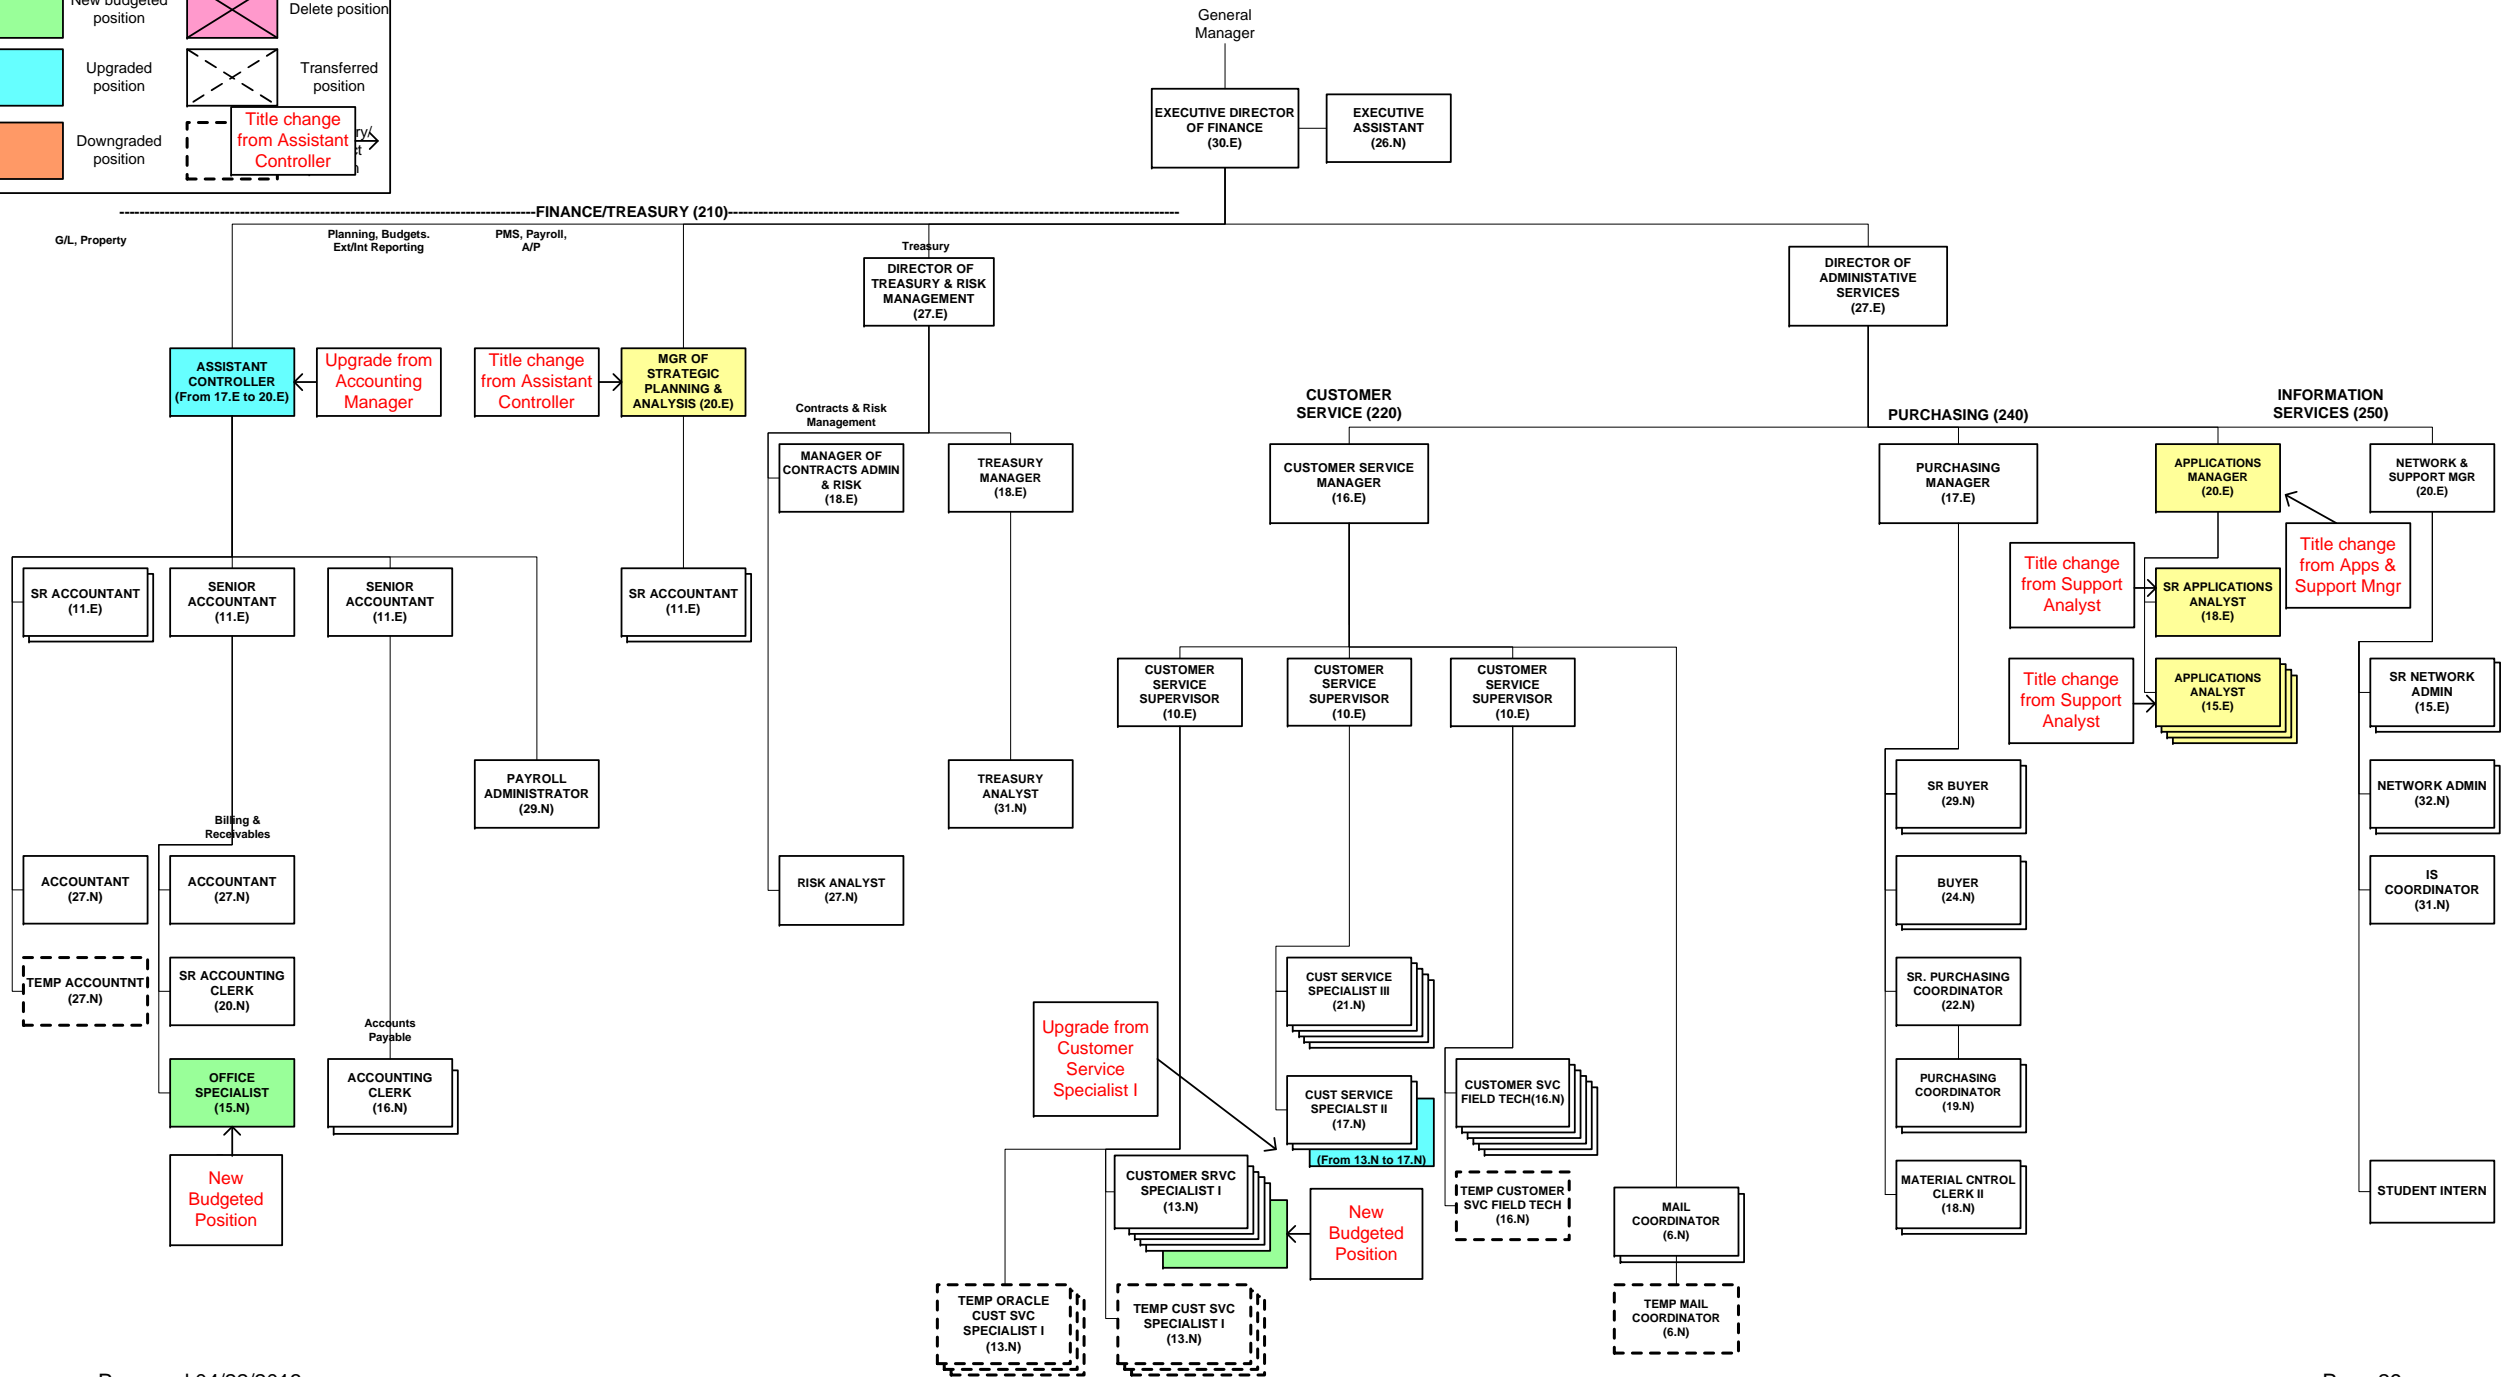 New budgeted
position
Delete position
Upgraded
position
Transferred
position
Downgraded
position
Title change
from Assistant
Controller
General
Manager
EXECUTIVE DIRECTOR
OF FINANCE
(30.E)
EXECUTIVE
ASSISTANT
(26.N)
FINANCE/TREASURY (210)
G/L, Property
Planning, Budgets.
Ext/Int Reporting
PMS, Payroll,
A/P
Treasury
DIRECTOR OF
TREASURY & RISK
MANAGEMENT
(27.E)
DIRECTOR OF
ADMINISTATIVE
SERVICES
(27.E)
ASSISTANT
CONTROLLER
(From 17.E to 20.E)
Upgrade from
Accounting
Manager
Title change
from Assistant
Controller
MGR OF
STRATEGIC
PLANNING &
ANALYSIS (20.E)
Contracts & Risk
Management
CUSTOMER
SERVICE (220)
PURCHASING (240)
INFORMATION
SERVICES (250)
MANAGER OF
CONTRACTS ADMIN
& RISK
(18.E)
TREASURY
MANAGER
(18.E)
CUSTOMER SERVICE
MANAGER
(16.E)
PURCHASING
MANAGER
(17.E)
APPLICATIONS
MANAGER
(20.E)
NETWORK &
SUPPORT MGR
(20.E)
Title change
from Apps &
Support Mngr
Title change
from Support
Analyst
SR APPLICATIONS
ANALYST
(18.E)
SR ACCOUNTANT
(11.E)
SENIOR
ACCOUNTANT
(11.E)
SENIOR
ACCOUNTANT
(11.E)
SR ACCOUNTANT
(11.E)
CUSTOMER
SERVICE
SUPERVISOR
(10.E)
CUSTOMER
SERVICE
SUPERVISOR
(10.E)
CUSTOMER
SERVICE
SUPERVISOR
(10.E)
Title change
from Support
Analyst
APPLICATIONS
ANALYST
(15.E)
SR NETWORK
ADMIN
(15.E)
PAYROLL
ADMINISTRATOR
(29.N)
TREASURY
ANALYST
(31.N)
SR BUYER
(29.N)
NETWORK ADMIN
(32.N)
Billing &
Receivables
ACCOUNTANT
(27.N)
ACCOUNTANT
(27.N)
RISK ANALYST
(27.N)
BUYER
(24.N)
IS
COORDINATOR
(31.N)
TEMP ACCOUNTNT
(27.N)
SR ACCOUNTING
CLERK
(20.N)
CUST SERVICE
SPECIALIST III
(21.N)
SR. PURCHASING
COORDINATOR
(22.N)
Accounts
Payable
Upgrade from
Customer
Service
Specialist I
OFFICE
SPECIALIST
(15.N)
ACCOUNTING
CLERK
(16.N)
CUST SERVICE
SPECIALST II
(17.N)
(From 13.N to 17.N)
CUSTOMER SVC
FIELD TECH(16.N)
PURCHASING
COORDINATOR
(19.N)
New
Budgeted
Position
CUSTOMER SRVC
SPECIALIST I
(13.N)
New
Budgeted
Position
TEMP CUSTOMER
SVC FIELD TECH
(16.N)
MAIL
COORDINATOR
(6.N)
MATERIAL CNTROL
CLERK II
(18.N)
STUDENT INTERN
TEMP ORACLE
CUST SVC
SPECIALIST I
(13.N)
TEMP CUST SVC
SPECIALIST I
(13.N)
TEMP MAIL
COORDINATOR
(6.N)